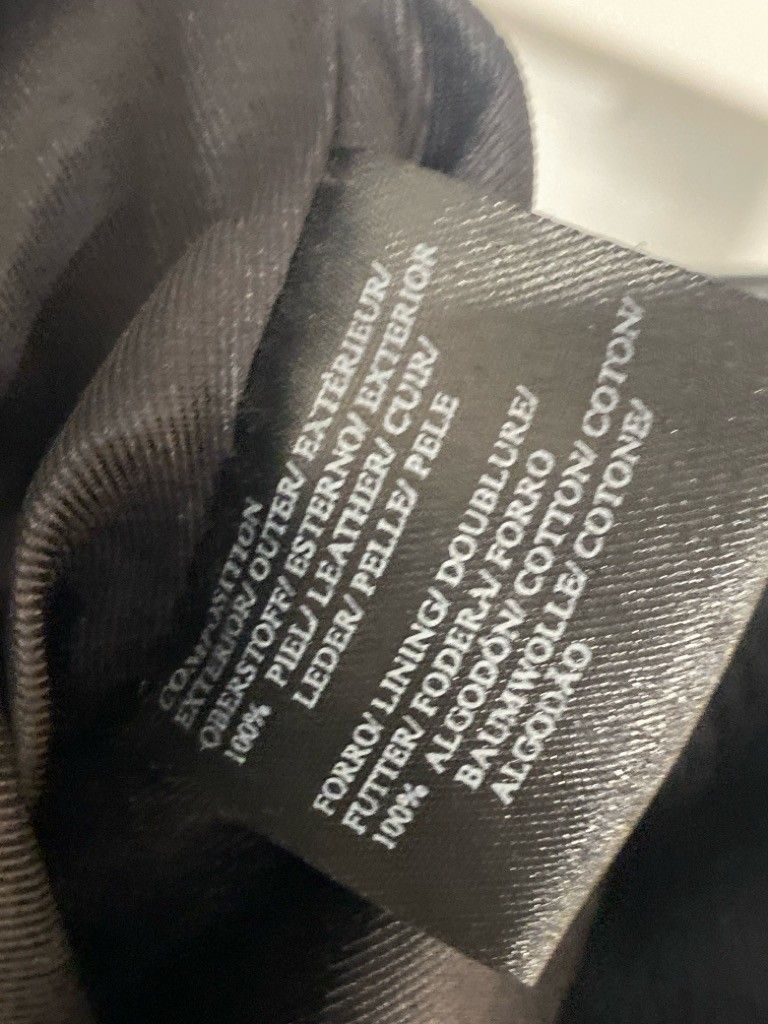 COMPOSITION
EXTERIOR/ OUTER/ EXTÉRIEUR/
OBERSTOFF/ ESTERNO/ EXTERIOR
100% PIEL/ LEATHER/ CUIR/
LEDER/ PELLE/ PELE
FORRO/ LINING/ DOUBLURE/
FUTTER/ FODERA/ FORRO
100% ALGODÓN/ COTTON/ COTON/
BAUMWOLLE/ COTONE/
ALGODÃO